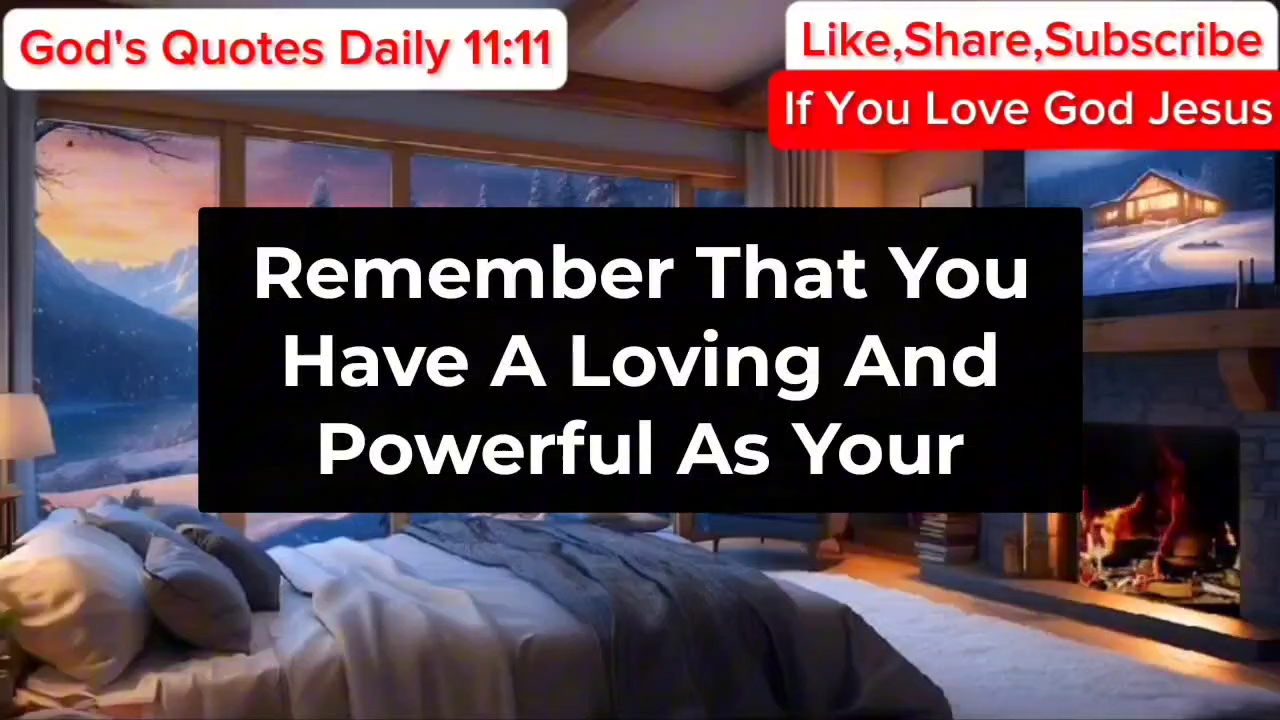 God's Quotes Daily 11:11
Like,Share,Subscribe
If You Love God Jesus
Remember That You
Have A Loving And
Powerful As Your